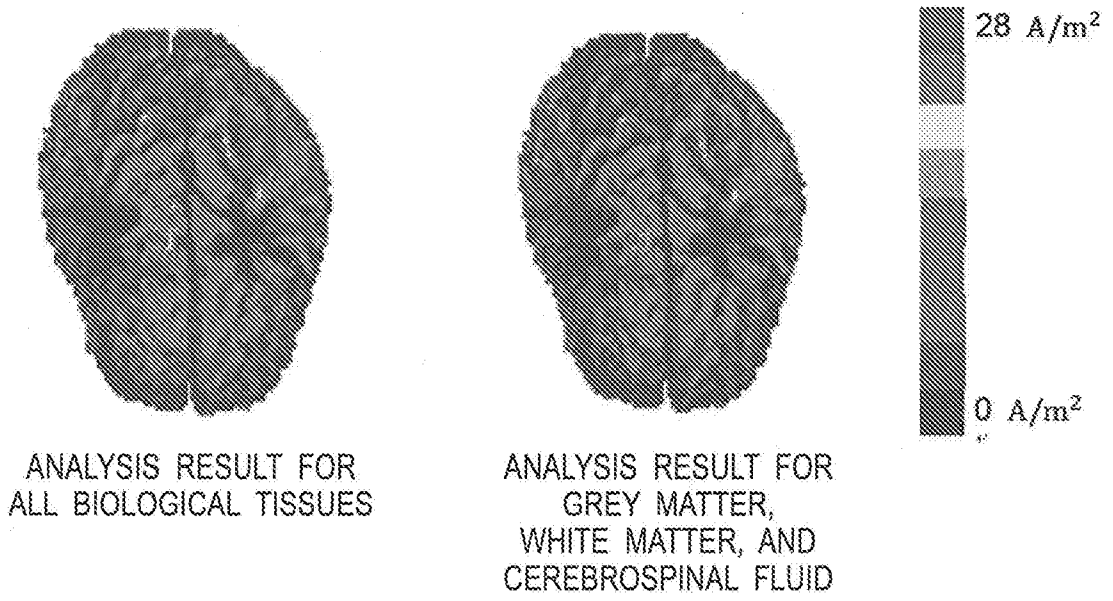 28 A/m²
0 A/m²
ANALYSIS RESULT FOR
ALL BIOLOGICAL TISSUES
ANALYSIS RESULT FOR
GREY MATTER,
WHITE MATTER, AND
CEREBROSPINAL FLUID